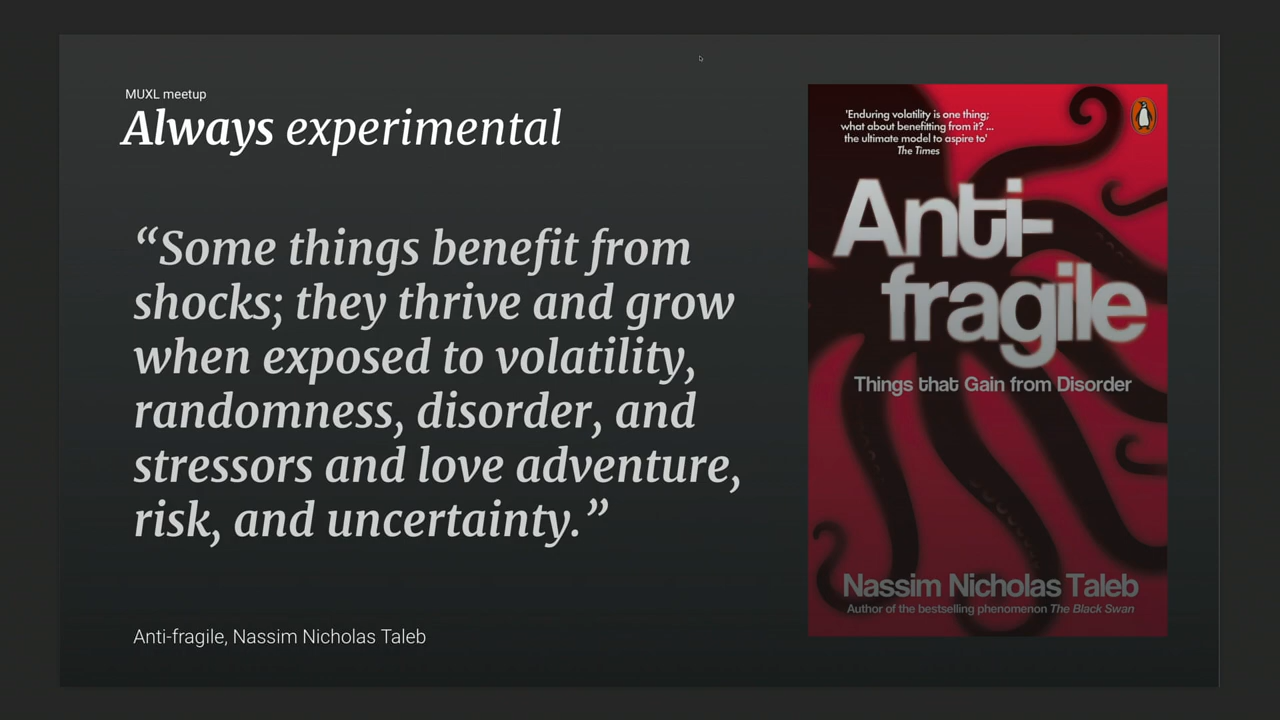 MUXL meetup
Always experimental
“Some things benefit from
shocks; they thrive and grow
when exposed to volatility,
randomness, disorder, and
stressors and love adventure,
risk, and uncertainty.”
Anti-fragile, Nassim Nicholas Taleb
'Enduring volatility is one thing;
what about benefitting from it? ...
the ultimate model to aspire to'
The Times
Anti-
fragile
Things that Gain from Disorder
Nassim Nicholas Taleb
Author of the bestselling phenomenon The Black Swan